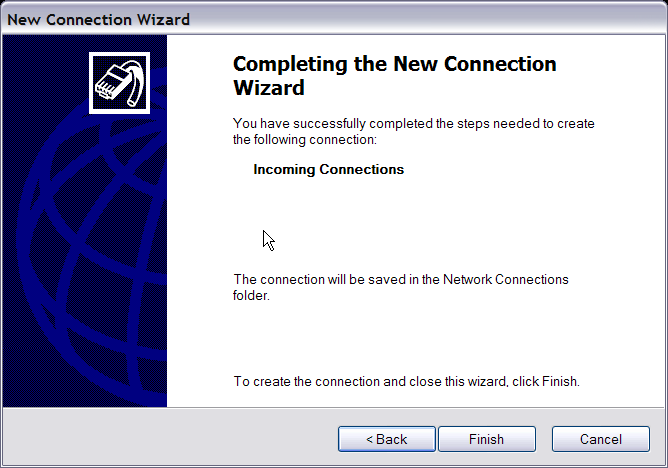 New Connection Wizard
Completing the New Connection
Wizard
You have successfully completed the steps needed to create
the following connection:
Incoming Connections
The connection will be saved in the Network Connections
folder.
To create the connection and close this wizard, click Finish.
< Back
Finish
Cancel